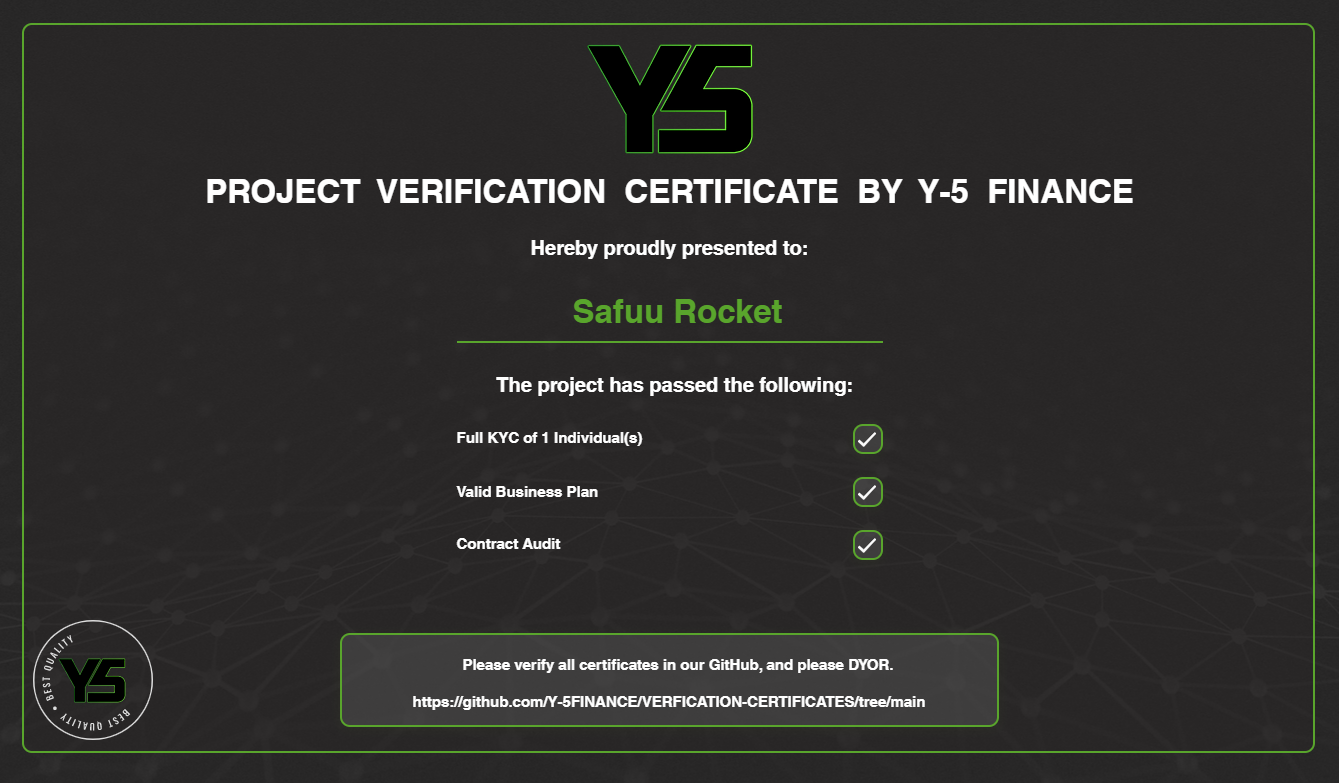 Y5
PROJECT VERIFICATION CERTIFICATE BY Y-5 FINANCE
Hereby proudly presented to:
Safuu Rocket
The project has passed the following:
Full KYC of 1 Individual(s)
Valid Business Plan
Contract Audit
BEST QUALITY • BEST QUALITY
Y5
Please verify all certificates in our GitHub, and please DYOR.
https://github.com/Y-5FINANCE/VERFICATION-CERTIFICATES/tree/main